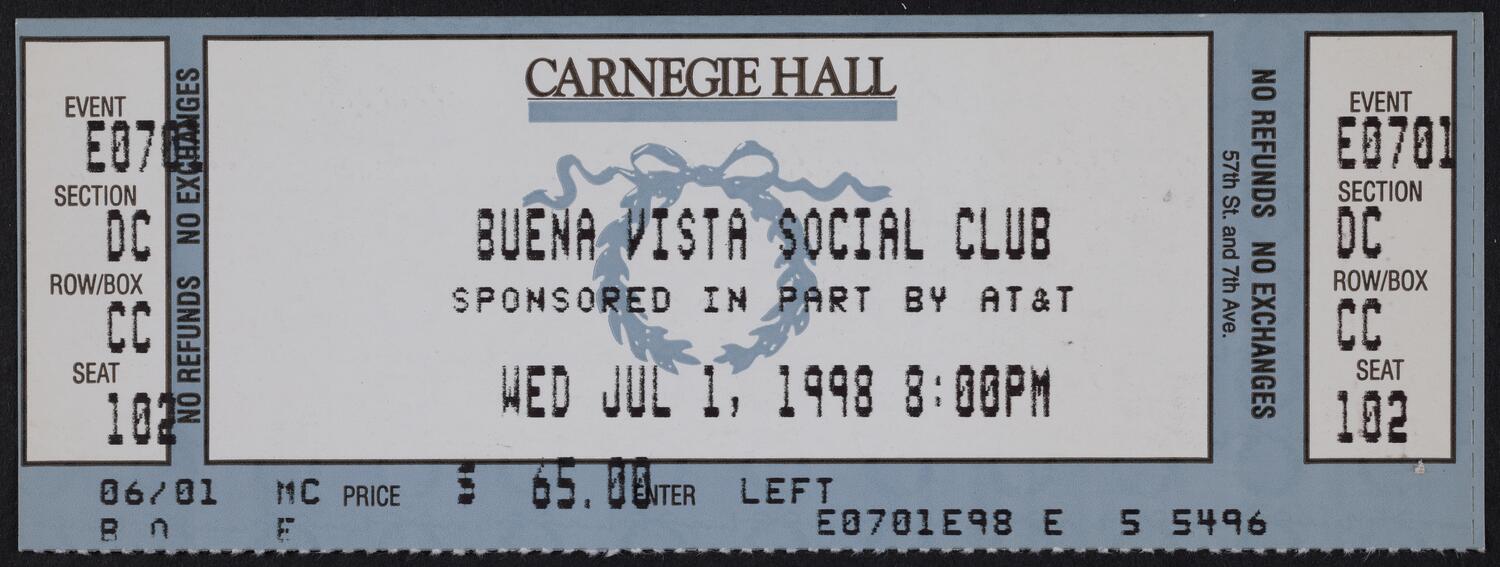 EVENT
E0701
SECTION
DC
ROW/BOX
CC
SEAT
102
NO REFUNDS NO EXCHANGES
CARNEGIE HALL
BUENA VISTA SOCIAL CLUB
SPONSORED IN PART BY AT&T
WED JUL 1, 1998 8:00PM
57th St. and 7th Ave.
NO REFUNDS NO EXCHANGES
EVENT
E0701
SECTION
DC
ROW/BOX
CC
SEAT
102
06/01 MC PRICE $ 65.00 ENTER LEFT
E0701E98 E 5 5496